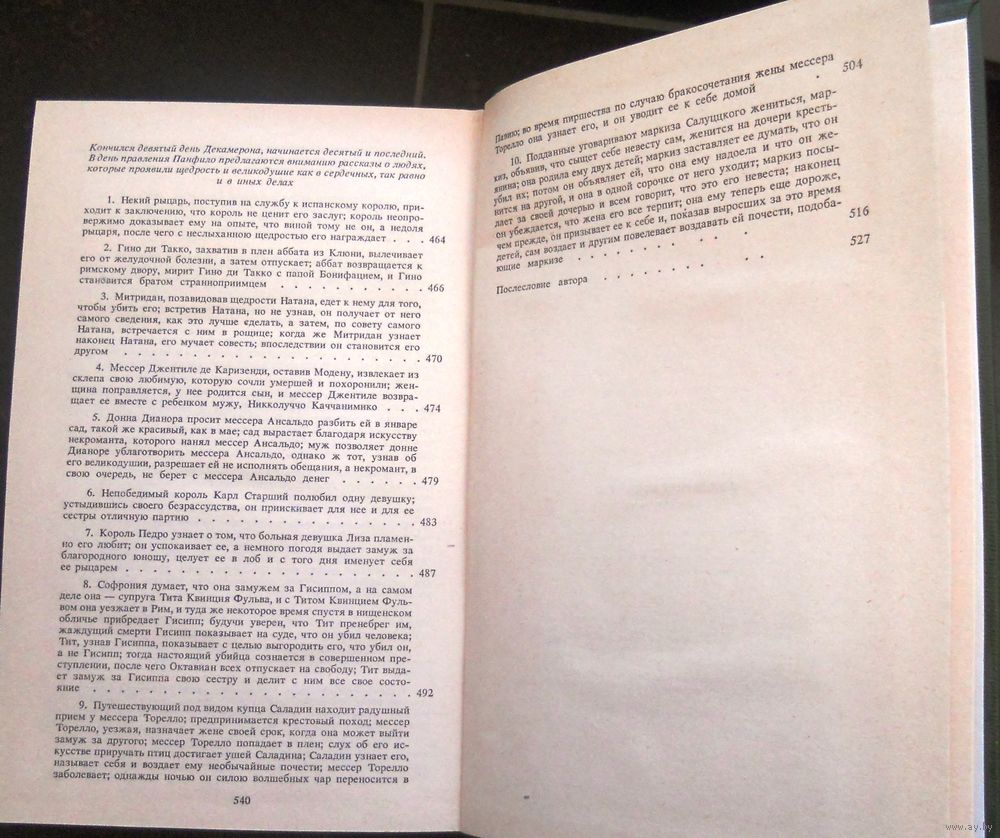 Кончился девятый день Декамерона, начинается десятый и последний.
В день правления Панфило предлагаются вниманию рассказы о людях,
которые проявили щедрость и великодушие как в сердечных, так равно
и в иных делах
1. Некий рыцарь, поступив на службу к испанскому королю, при-
ходит к заключению, что король не ценит его заслуг; король неопро-
вержимо доказывает ему на опыте, что виной тому не он, а недоля
рыцаря, после чего с неслыханною щедростью его награждает . . . 464
2. Гино ди Такко, захватив в плен аббата из Клюни, вылечивает
его от желудочной болезни, а затем отпускает; аббат возвращается к
римскому двору, мирит Гино ди Такко с папой Бонифацием, и Гино
становится братом странноприимцем . . . . . . . . . . . 466
3. Митридан, позавидовав щедрости Натана, едет к нему для того,
чтобы убить его; встретив Натана, но не узнав, он получает от него
самого сведения, как это лучше сделать, а затем, по совету самого
Натана, встречается с ним в рощице; когда же Митридан узнает
наконец Натана, его мучает совесть; впоследствии он становится его
другом . . . . . . . . . . . . . . . . . . . . . . 470
4. Мессер Джентиле де Каризенди, оставив Модену, извлекает из
склепа свою любимую, которую сочли умершей и похоронили; жен-
щина поправляется, у нее родится сын, и мессер Джентиле возвра-
щает ее вместе с ребенком мужу, Никколуччо Каччанимико . . . 474
5. Донна Дианора просит мессера Ансальдо разбить ей в январе
сад, такой же красивый, как в мае; сад вырастает благодаря искусству
некроманта, которого нанял мессер Ансальдо; муж позволяет донне
Дианоре ублаготворить мессера Ансальдо, однако ж тот, узнав об
его великодушии, разрешает ей не исполнять обещания, а некромант, в
свою очередь, не берет с мессера Ансальдо денег . . . . . . 479
6. Непобедимый король Карл Старший полюбил одну девушку;
устыдившись своего безрассудства, он приискивает для нее и для ее
сестры отличную партию . . . . . . . . . . . . . . . 483
7. Король Педро узнает о том, что больная девушка Лиза пламен-
но его любит; он успокаивает ее, а немного погодя выдает замуж за
благородного юношу, целует ее в лоб и с того дня именует себя
ее рыцарем . . . . . . . . . . . . . . . . . . . . . 487
8. Софрония думает, что она замужем за Гисиппом, а на самом
деле она — супруга Тита Квинция Фульва, и с Титом Квинцием Фуль-
вом она уезжает в Рим, и туда же некоторое время спустя в нищенском
обличье прибредает Гисипп; будучи уверен, что Тит пренебрег им,
жаждущий смерти Гисипп показывает на суде, что он убил человека;
Тит, узнав Гисиппа, показывает с целью выгородить его, что убил он,
а не Гисипп; тогда настоящий убийца сознается в совершенном пре-
ступлении, после чего Октавиан всех отпускает на свободу; Тит выда-
ет замуж за Гисиппа свою сестру и делит с ним все свое состо-
яние . . . . . . . . . . . . . . . . . . . . . . . 492
9. Путешествующий под видом купца Саладин находит радушный
прием у мессера Торелло; предпринимается крестовый поход; мессер
Торелло, уезжая, назначает жене своей срок, когда она может выйти
замуж за другого; мессер Торелло попадает в плен; слух об его ис-
кусстве приручать птиц достигает ушей Саладина; Саладин узнает его,
называет себя и воздает ему необычайные почести; мессер Торелло
заболевает; однажды ночью он силою волшебных чар переносится в
540
Павию; во время пиршества по случаю бракосочетания жены мессера
Торелло она узнает его, и он уводит ее к себе домой . 504
10. Подданные уговаривают маркиза Салуццкого жениться, мар-
киз, объявив, что сыщет себе невесту сам, женится на дочери кресть-
янина; она родила ему двух детей; маркиз заставляет ее думать, что он
убил их; потом он объявляет ей, что она ему надоела и что он же-
нится на другой, и она в одной сорочке от него уходит; маркиз посы-
лает за своей дочерью и всем говорит, что это его невеста; наконец
он убеждается, что жена его все терпит; она ему теперь еще дороже,
чем прежде, он призывает ее к себе и, показав выросших за это время
детей, сам воздает и другим повелевает воздавать ей почести, подоба-
ющие маркизе . . . . . . . . 516
Послесловие автора . . . . . . . . 527
www.ay.by